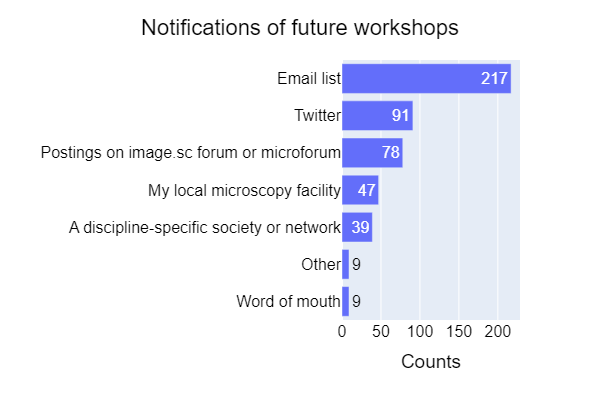 Notifications of future workshops
Email list 217
Twitter 91
Postings on image.sc forum or microforum 78
My local microscopy facility 47
A discipline-specific society or network 39
Other 9
Word of mouth 9
0 50 100 150 200
Counts